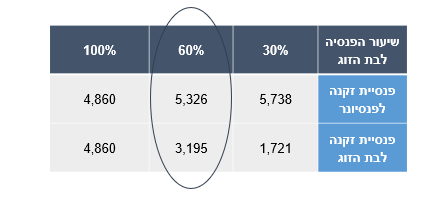 שיעור הפנסיה לבת הזוג 30% 60% 100%
פנסיית זקנה לפנסיונר 5,738 5,326 4,860
פנסיית זקנה לבת הזוג 1,721 3,195 4,860